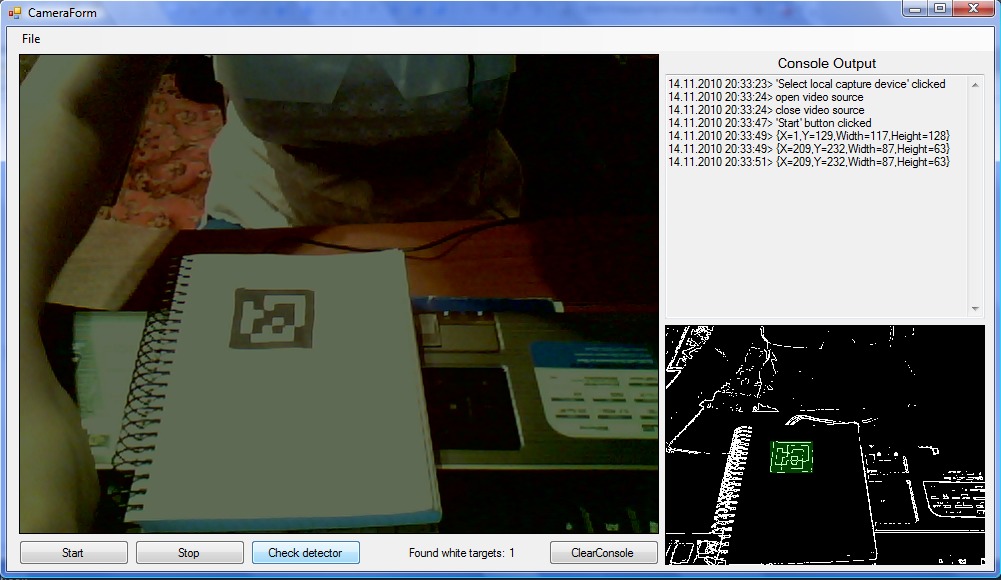 CameraForm
File
Console Output
14.11.2010 20:33:23> 'Select local capture device' clicked
14.11.2010 20:33:24> open video source
14.11.2010 20:33:24> close video source
14.11.2010 20:33:47> 'Start' button clicked
14.11.2010 20:33:49> {X=1,Y=129,Width=117,Height=128}
14.11.2010 20:33:49> {X=209,Y=232,Width=87,Height=63}
14.11.2010 20:33:51> {X=209,Y=232,Width=87,Height=63}
Start
Stop
Check detector
Found white targets: 1
ClearConsole